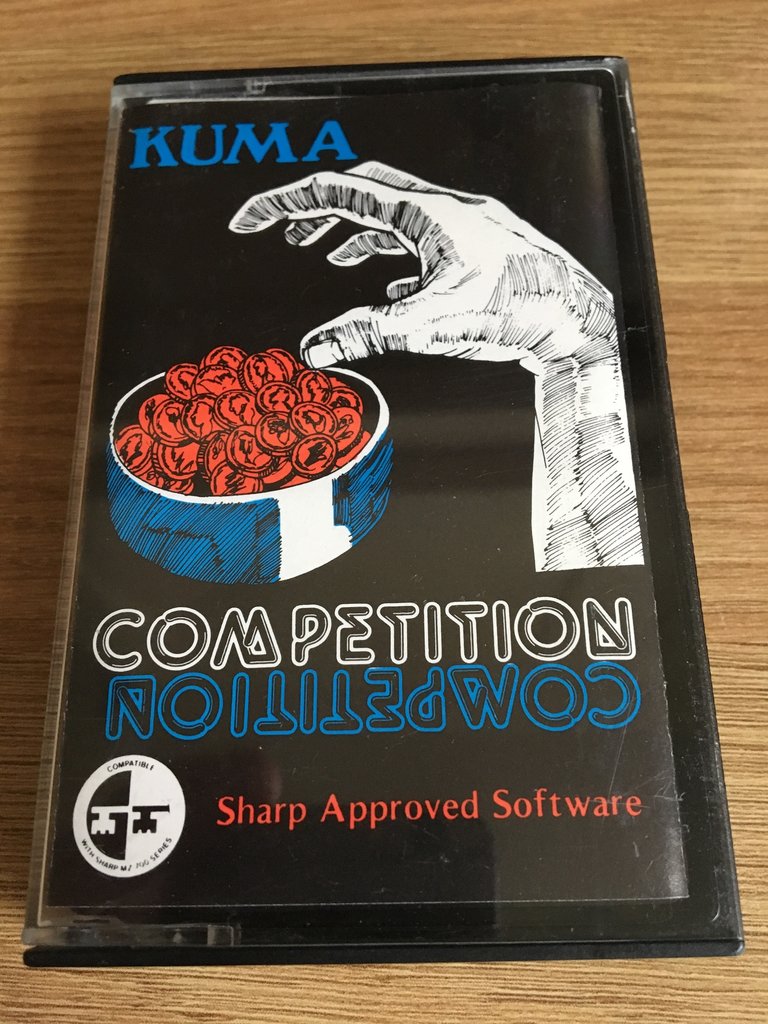 KUMA
COMPETITION
COMPETITION
COMPATIBLE
WITH SHARP MZ 700 SERIES
Sharp Approved Software